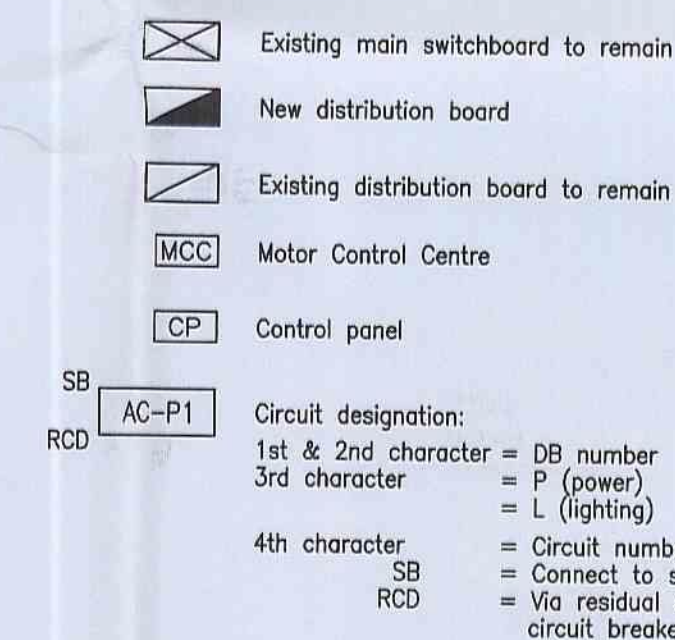 Existing main switchboard to remain
New distribution board
Existing distribution board to remain
MCC Motor Control Centre
CP Control panel
SB
AC-P1 Circuit designation:
RCD
1st & 2nd character = DB number
3rd character = P (power)
= L (lighting)
4th character = Circuit
SB = Connect to
RCD = Via residual
circuit